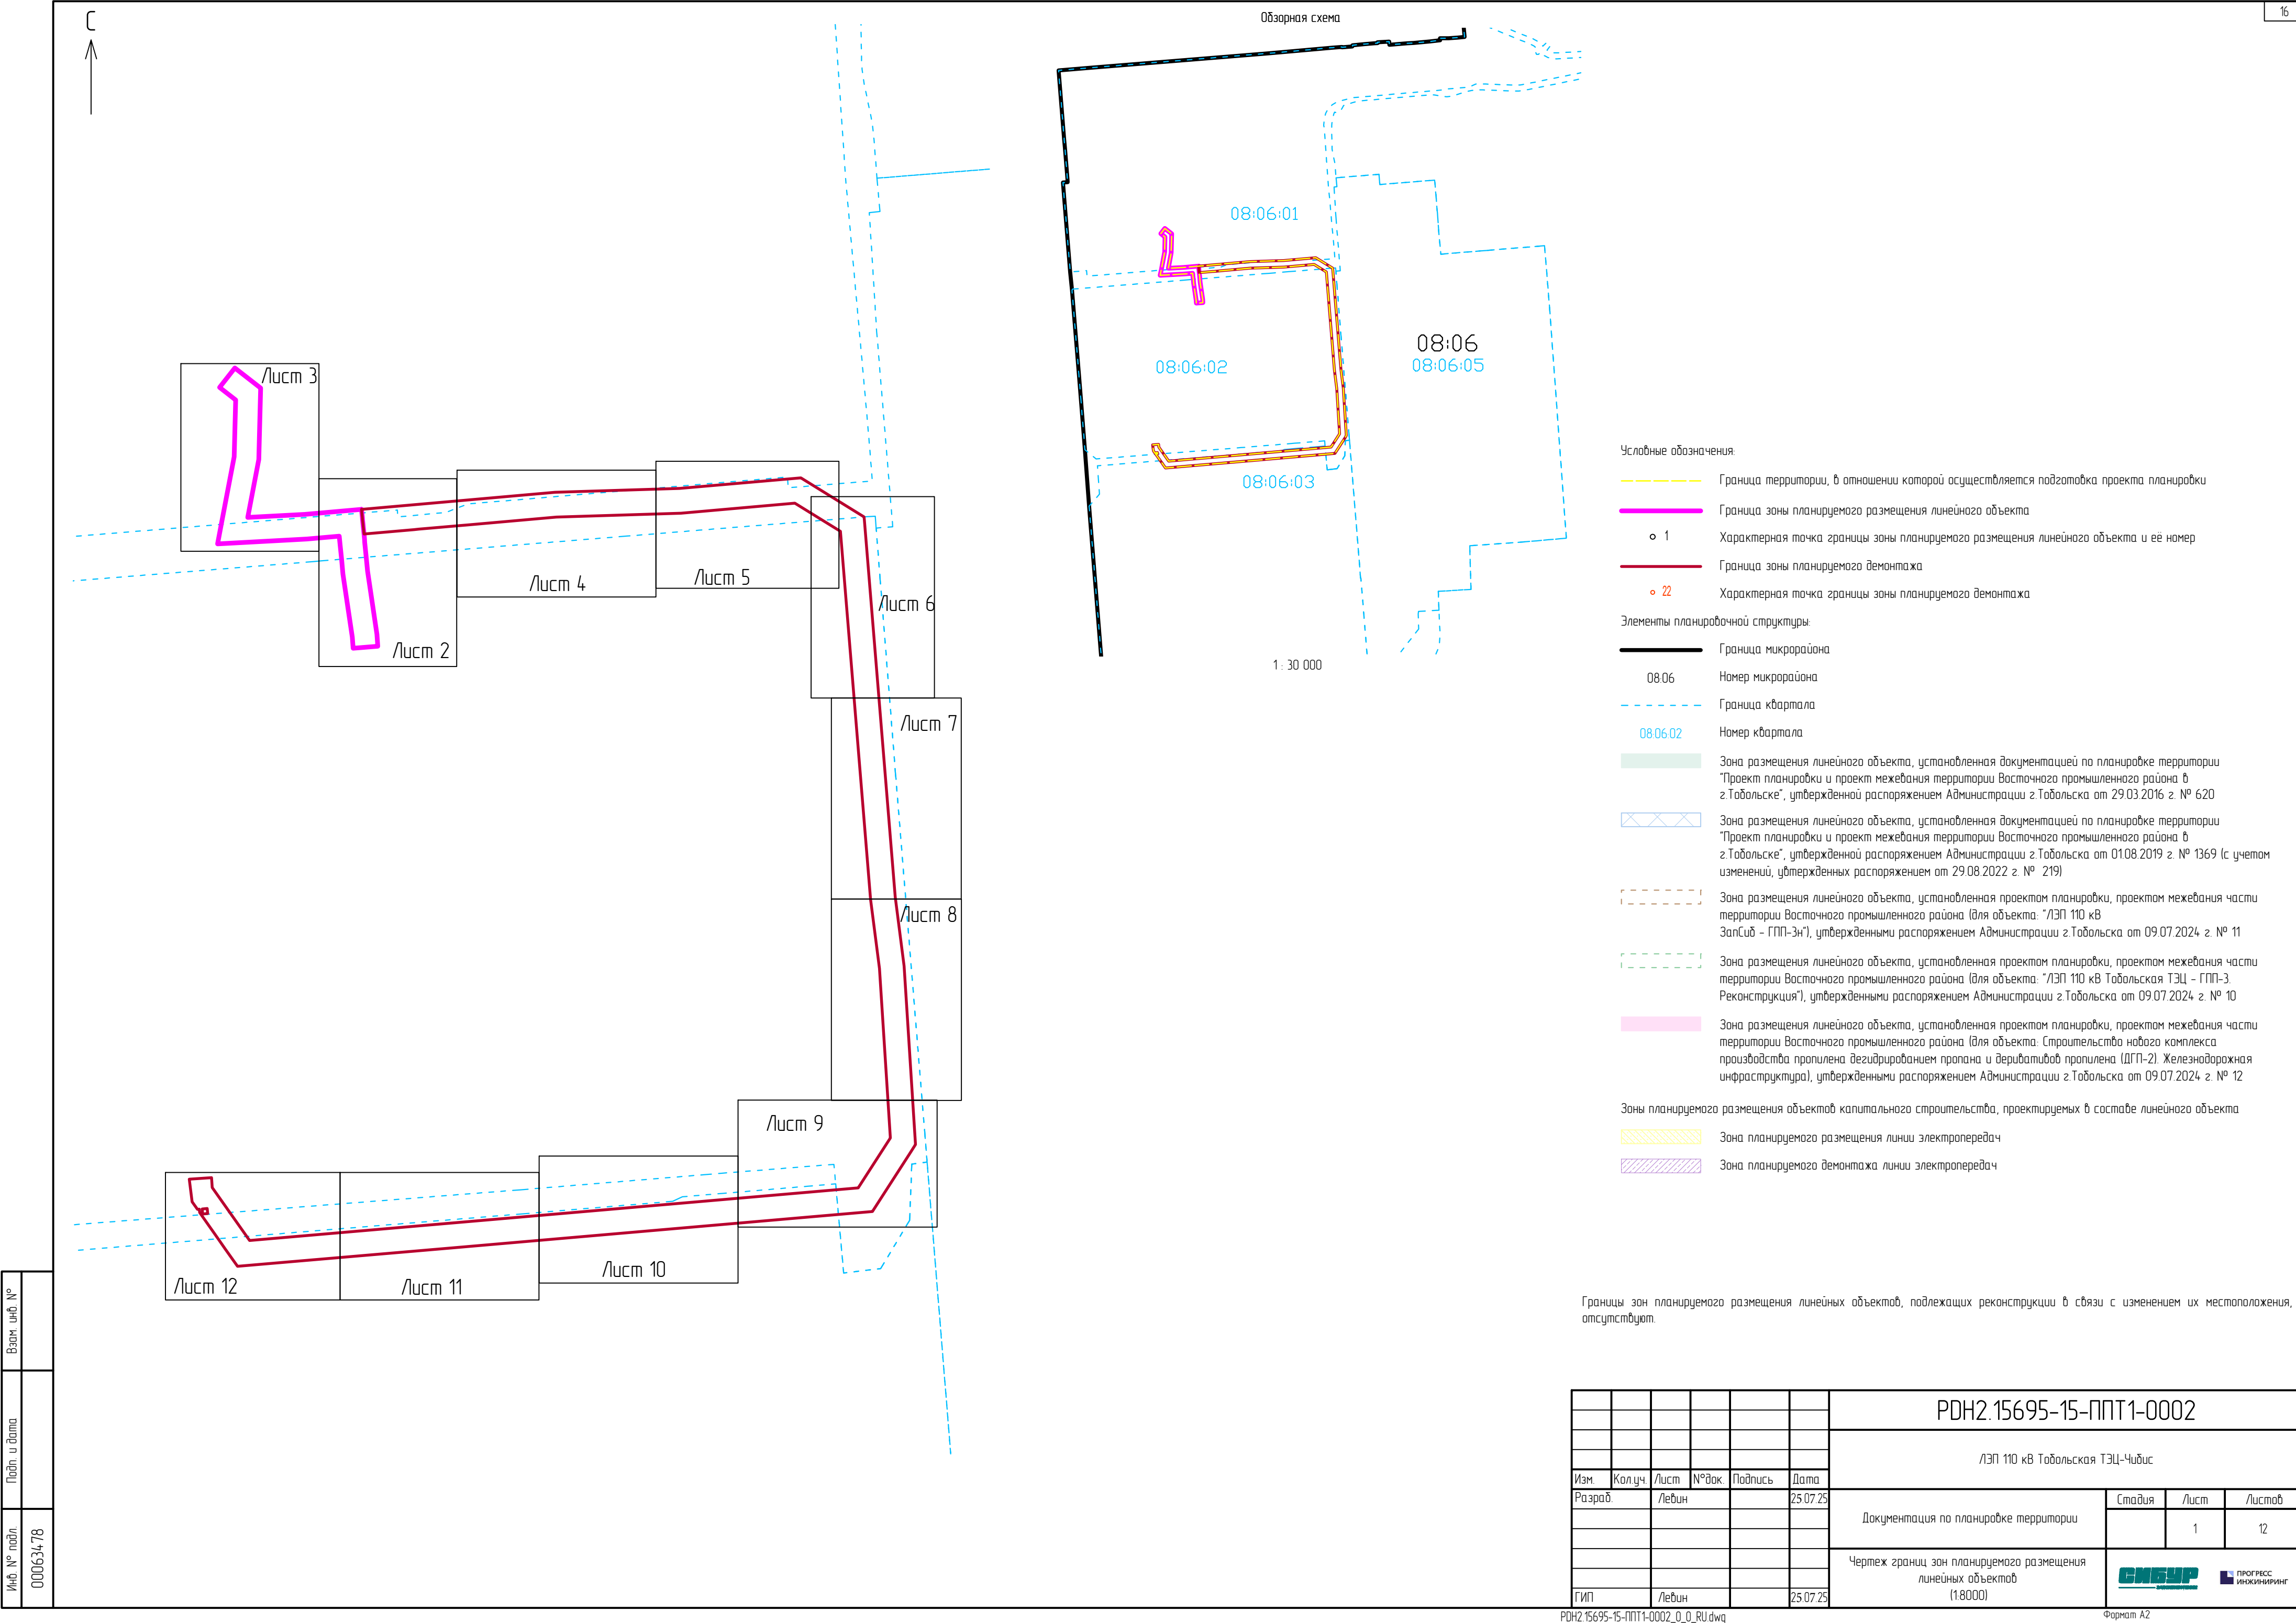 С
Обзорная схема
16
08:06:01
08:06
08:06:05
08:06:02
08:06:03
1 : 30 000
Лист 3
Лист 2
Лист 4
Лист 5
Лист 6
Лист 7
Лист 8
Лист 9
Лист 10
Лист 11
Лист 12
Условные обозначения:
Граница территории, в отношении которой осуществляется подготовка проекта планировки
Граница зоны планируемого размещения линейного объекта
1 Характерная точка границы зоны планируемого размещения линейного объекта и её номер
Граница зоны планируемого демонтажа
22 Характерная точка границы зоны планируемого демонтажа
Элементы планировочной структуры:
Граница микрорайона
08:06 Номер микрорайона
Граница квартала
08:06:02 Номер квартала
Зона размещения линейного объекта, установленная документацией по планировке территории
"Проект планировки и проект межевания территории Восточного промышленного района в
г.Тобольске", утвержденной распоряжением Администрации г.Тобольска от 29.03.2016 г. № 620
Зона размещения линейного объекта, установленная документацией по планировке территории
"Проект планировки и проект межевания территории Восточного промышленного района в
г.Тобольске", утвержденной распоряжением Администрации г.Тобольска от 01.08.2019 г. № 1369 (с учетом
изменений, увтержденных распоряжением от 29.08.2022 г. № 219)
Зона размещения линейного объекта, установленная проектом планировки, проектом межевания части
территории Восточного промышленного района (для объекта: "ЛЭП 110 кВ
ЗапСиб - ГПП-3н"), утвержденными распоряжением Администрации г.Тобольска от 09.07.2024 г. № 11
Зона размещения линейного объекта, установленная проектом планировки, проектом межевания части
территории Восточного промышленного района (для объекта: "ЛЭП 110 кВ Тобольская ТЭЦ - ГПП-3.
Реконструкция"), утвержденными распоряжением Администрации г.Тобольска от 09.07.2024 г. № 10
Зона размещения линейного объекта, установленная проектом планировки, проектом межевания части
территории Восточного промышленного района (для объекта: Строительство нового комплекса
производства пропилена дегидрированием пропана и деривативов пропилена (ДГП-2). Железнодорожная
инфраструктура), утвержденными распоряжением Администрации г.Тобольска от 09.07.2024 г. № 12
Зоны планируемого размещения объектов капитального строительства, проектируемых в составе линейного объекта
Зона планируемого размещения линии электропередач
Зона планируемого демонтажа линии электропередач
Границы зон планируемого размещения линейных объектов, подлежащих реконструкции в связи с изменением их местоположения,
отсутствуют.
PDH2.15695-15-ППТ1-0002
ЛЭП 110 кВ Тобольская ТЭЦ-Чибис
Изм. Кол.уч. Лист №док. Подпись Дата
Разраб. Левин 25.07.25
Документация по планировке территории
Стадия Лист Листов
1 12
Чертеж границ зон планируемого размещения
линейных объектов
(1:8000)
СИБУР
ПРОГРЕСС
ИНЖИНИРИНГ
ГИП Левин 25.07.25
PDH2.15695-15-ППТ1-0002_0_0_RU.dwg
Формат А2
Взам. инв. №
Подп. и дата
Инв. № подл.
00063478